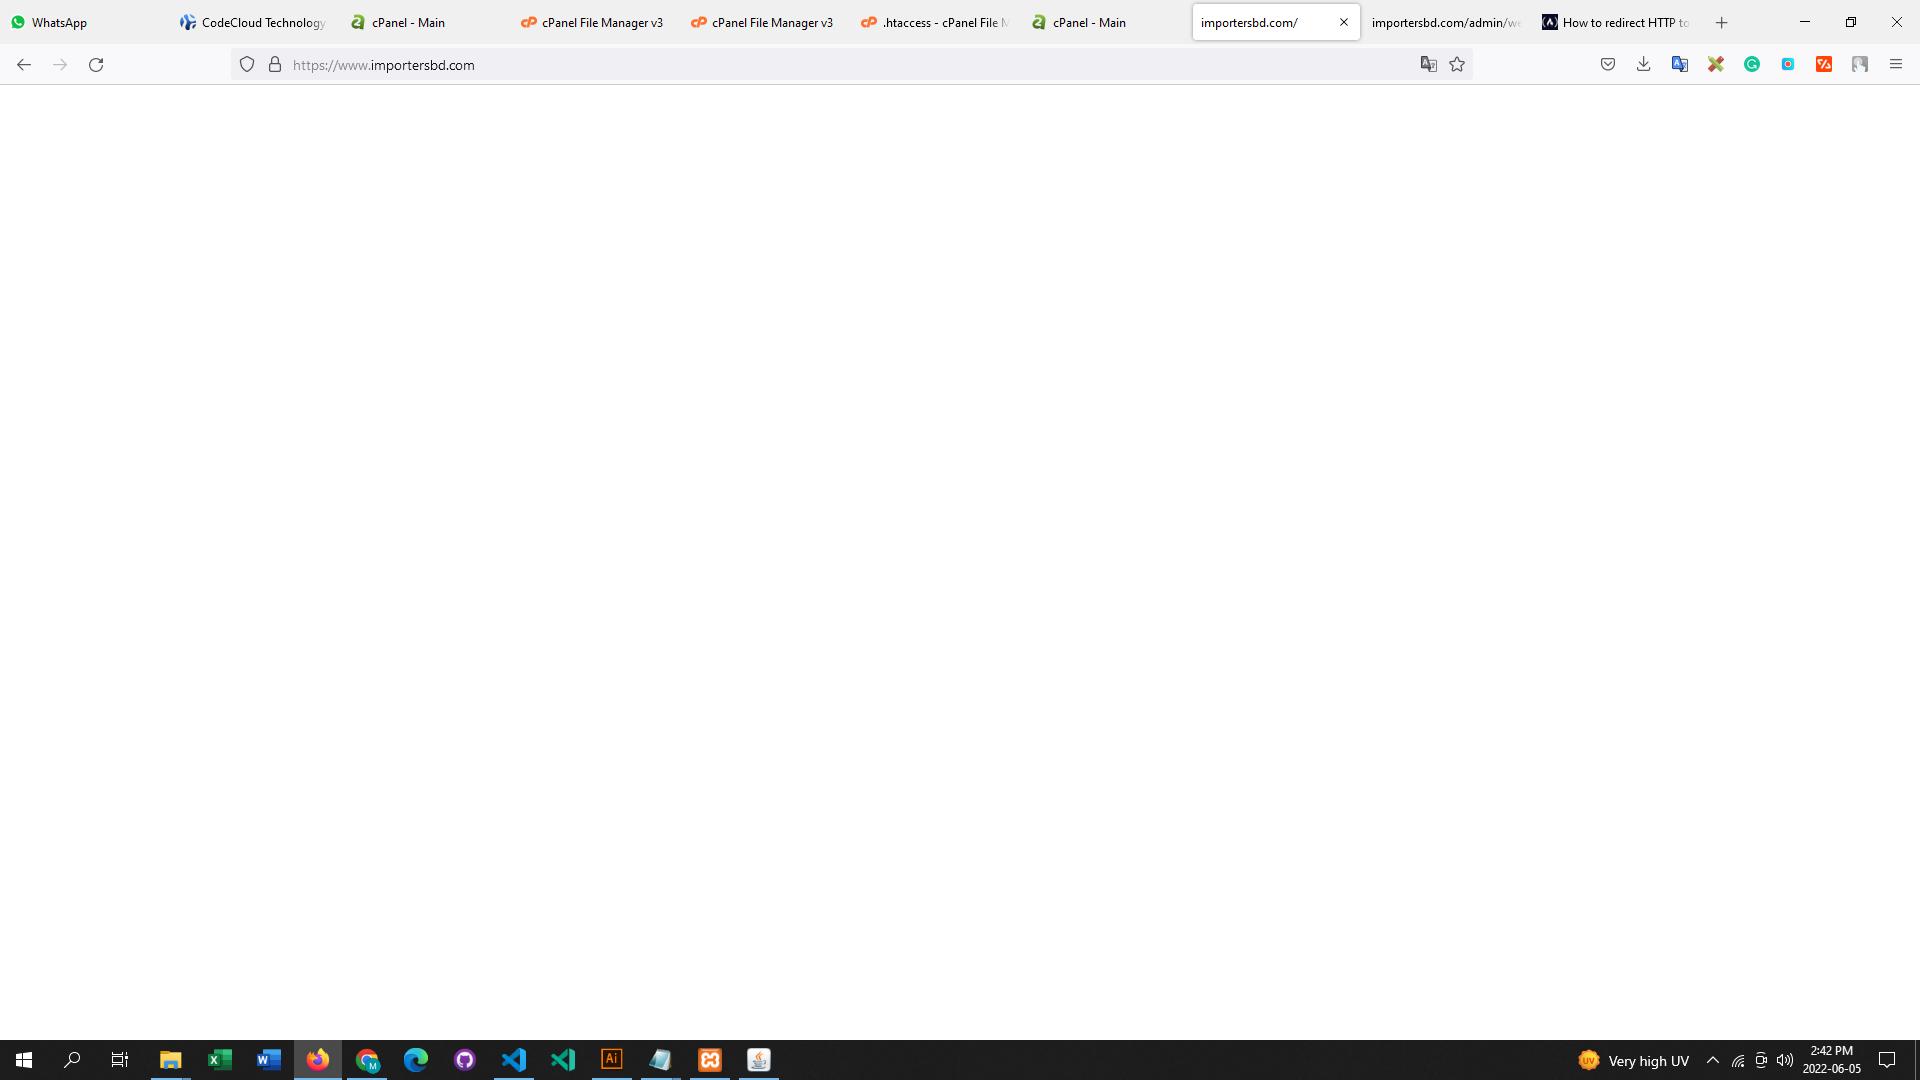 WhatsApp
CodeCloud Technology
cPanel - Main
cPanel File Manager v3
cPanel File Manager v3
.htaccess - cPanel File M
cPanel - Main
importersbd.com/
importersbd.com/admin/we
How to redirect HTTP to
https://www.importersbd.com
Very high UV
2:42 PM
2022-06-05